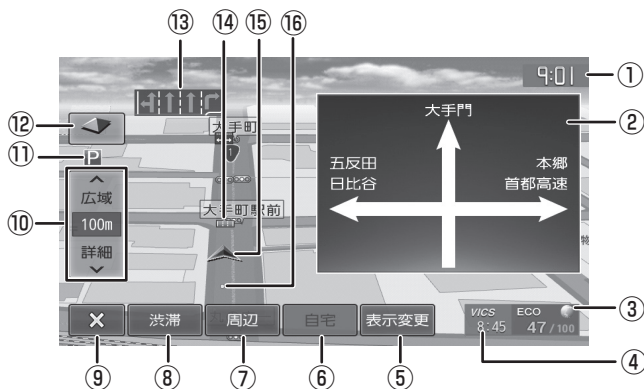 ⑬ ⑭ ⑮ ⑯
9:01 ①
大手門 ②
⑫
大手町
⑪ P
1
五反田 本郷
日比谷 首都高速
⑩ 広域
100m
詳細
大手町駅前
物
× 渋滞 周辺 自宅 表示変更
VICS 8:45
ECO 47/100
③
④
⑨ ⑧ ⑦ ⑥ ⑤